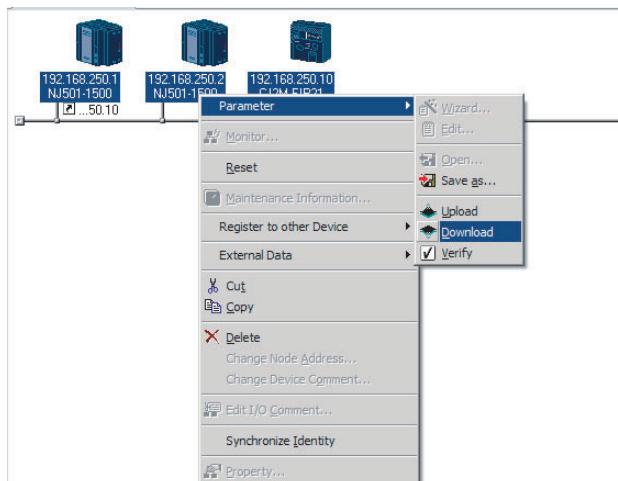 192.168.250.1
NJ501-1500
...50.10
192.168.250.2
NJ501-1500
192.168.250.10
CJ2M-EIP21
Parameter
Monitor...
Reset
Maintenance Information...
Register to other Device
External Data
Cut
Copy
Delete
Change Node Address...
Change Device Comment...
Edit I/O Comment...
Synchronize Identity
Property...
Wizard...
Edit...
Open...
Save as...
Upload
Download
Verify